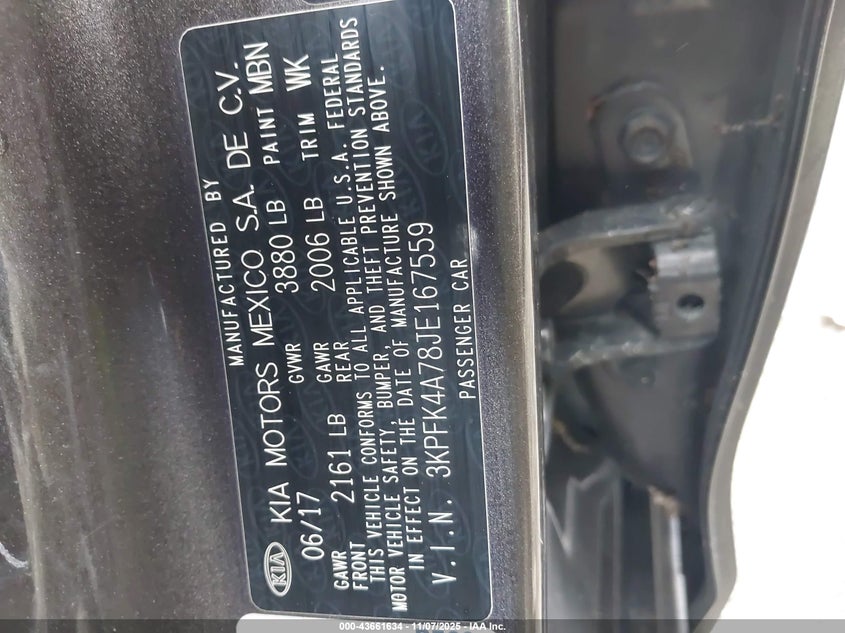 MANUFACTURED BY
KIA KIA MOTORS MEXICO S.A. DE C.V.
06/17 GVWR 3880 LB PAINT MBN
GAWR FRONT 2161 LB GAWR REAR 2006 LB TRIM WK
THIS VEHICLE CONFORMS TO ALL APPLICABLE U.S.A. FEDERAL
MOTOR VEHICLE SAFETY, BUMPER, AND THEFT PREVENTION STANDARDS
IN EFFECT ON THE DATE OF MANUFACTURE SHOWN ABOVE.
V.I.N. 3KPFK4A78JE167559
PASSENGER CAR
000-43661634 - 11/07/2025 - IAA Inc.